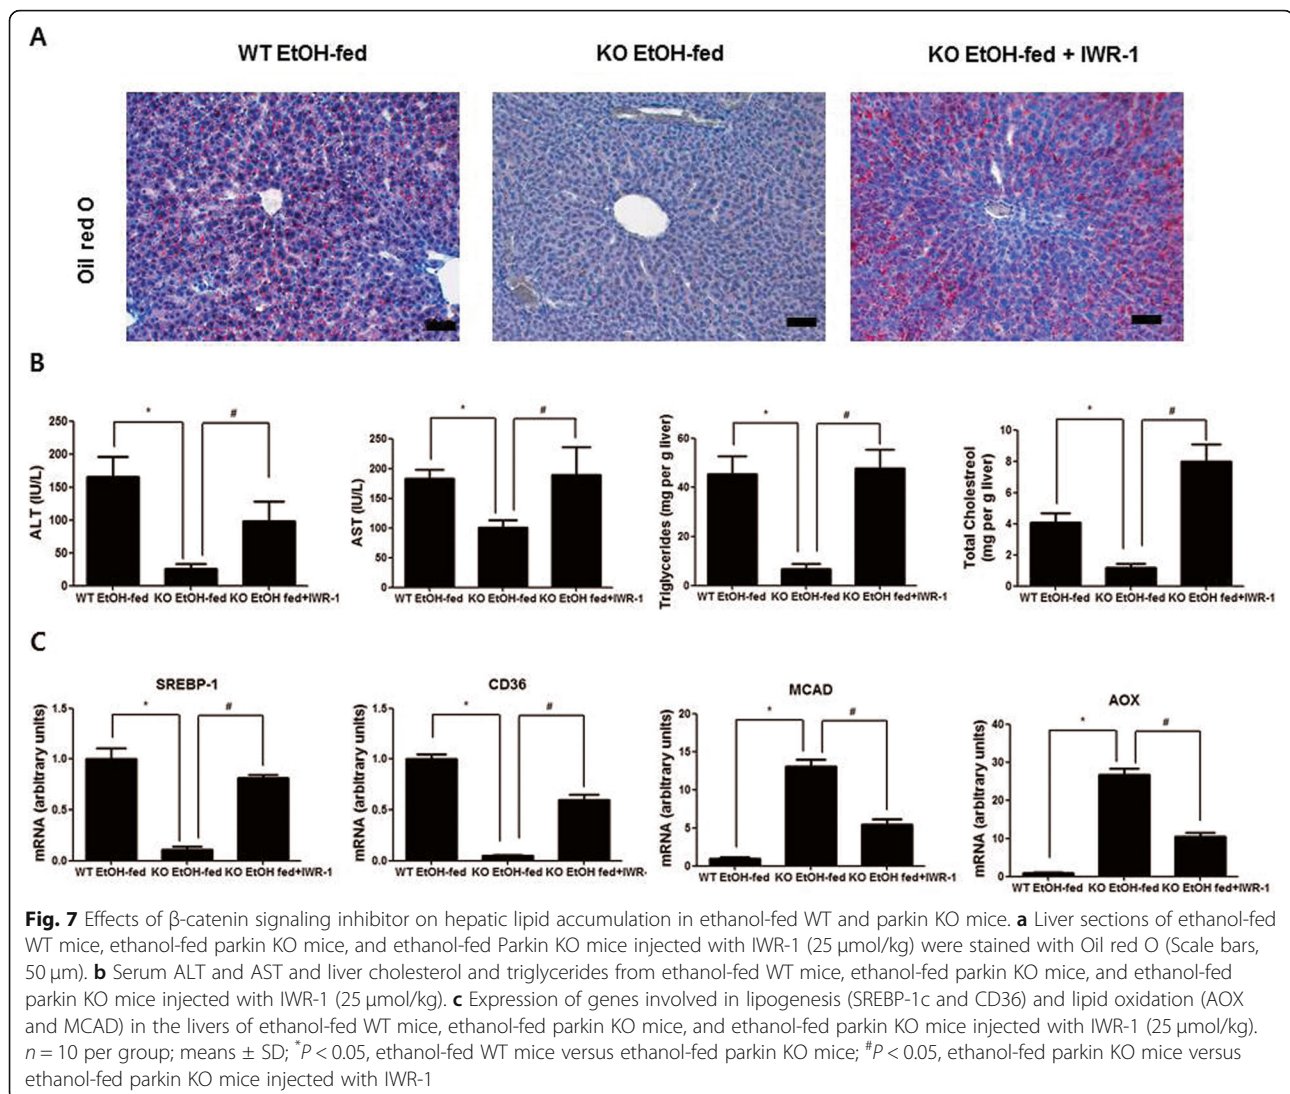 A
WT EtOH-fed
KO EtOH-fed
KO EtOH-fed + IWR-1
Oil red O
B
ALT (IU/L)
250
200
150
100
50
0
*
#
WT EtOH-fed KO EtOH-fed KO EtOH fed+IWR-1
AST (IU/L)
250
200
150
100
50
0
*
#
WT EtOH-fed KO EtOH-fed KO EtOH fed+IWR-1
Triglycerides (mg per g liver)
60
40
20
0
*
#
WT EtOH-fed KO EtOH-fed KO EtOH fed+IWR-1
Total Cholestreol
(mg per g liver)
10
8
6
4
2
0
*
#
WT EtOH-fed KO EtOH-fed KO EtOH fed+IWR-1
C
SREBP-1
mRNA (arbitrary units)
1.5
1.0
0.5
0.0
*
#
WT EtOH-fed KO EtOH-fed KO EtOH fed+IWR-1
CD36
mRNA (arbitrary units)
1.5
1.0
0.5
0.0
*
#
WT EtOH-fed KO EtOH-fed KO EtOH fed+IWR-1
MCAD
mRNA (arbitrary units)
20
15
10
5
0
*
#
WT EtOH-fed KO EtOH-fed KO EtOH fed+IWR-1
AOX
mRNA (arbitrary units)
40
30
20
10
0
*
#
WT EtOH-fed KO EtOH-fed KO EtOH fed+IWR-1
Fig. 7 Effects of β-catenin signaling inhibitor on hepatic lipid accumulation in ethanol-fed WT and parkin KO mice. a Liver sections of ethanol-fed
WT mice, ethanol-fed parkin KO mice, and ethanol-fed Parkin KO mice injected with IWR-1 (25 μmol/kg) were stained with Oil red O (Scale bars,
50 μm). b Serum ALT and AST and liver cholesterol and triglycerides from ethanol-fed WT mice, ethanol-fed parkin KO mice, and ethanol-fed
parkin KO mice injected with IWR-1 (25 μmol/kg). c Expression of genes involved in lipogenesis (SREBP-1c and CD36) and lipid oxidation (AOX
and MCAD) in the livers of ethanol-fed WT mice, ethanol-fed parkin KO mice, and ethanol-fed parkin KO mice injected with IWR-1 (25 μmol/kg).
n = 10 per group; means ± SD; *P < 0.05, ethanol-fed WT mice versus ethanol-fed parkin KO mice; #P < 0.05, ethanol-fed parkin KO mice versus
ethanol-fed parkin KO mice injected with IWR-1